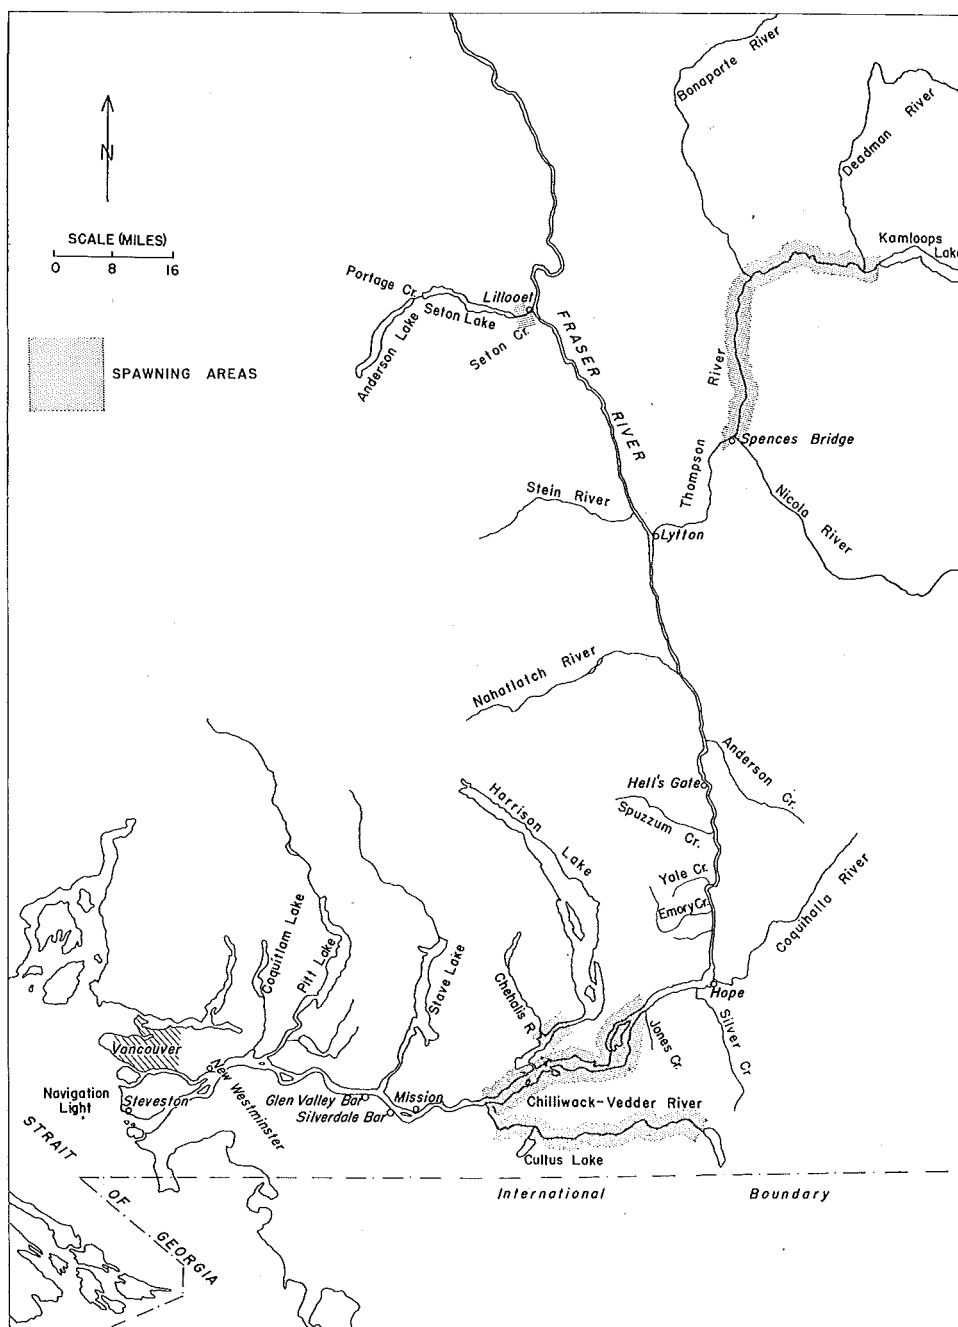 Bonaparte River
Deadman River
N
SCALE (MILES)
0 8 16
Kamloops
Lake
Portage Cr.
Lillooet
Seton Lake
Anderson Lake
Seton Cr.
FRASER
RIVER
SPAWNING AREAS
River
Thompson
Spences Bridge
Stein River
Nicola River
Lytton
Nahatlatch River
Anderson Cr.
Hell's Gate
Spuzzum Cr.
Harrison Lake
Yale Cr.
Emory Cr.
Coquihalla River
Coquitlam Lake
Pitt Lake
Stave Lake
Chehalis R.
Hope
Silver Cr
Jones Cr.
Vancouver
New Westminster
Navigation
Light
Steveston
Glen Valley Bar
Silverdale Bar
Mission
Chilliwack-Vedder River
Cultus Lake
STRAIT
OF
GEORGIA
International Boundary